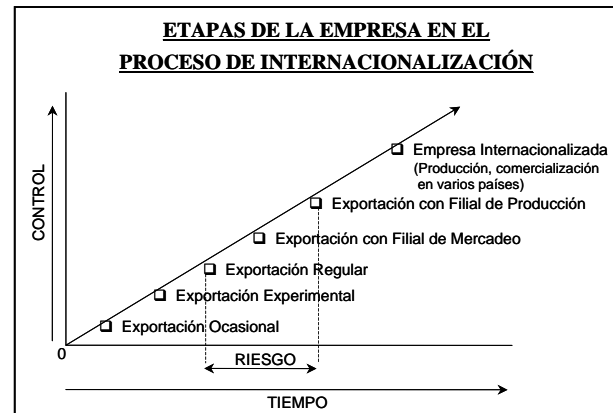 ETAPAS DE LA EMPRESA EN EL
PROCESO DE INTERNACIONALIZACIÓN
CONTROL
Empresa Internacionalizada
(Producción, comercialización
en varios países)
Exportación con Filial de Producción
Exportación con Filial de Mercadeo
Exportación Regular
Exportación Experimental
Exportación Ocasional
0
RIESGO
TIEMPO